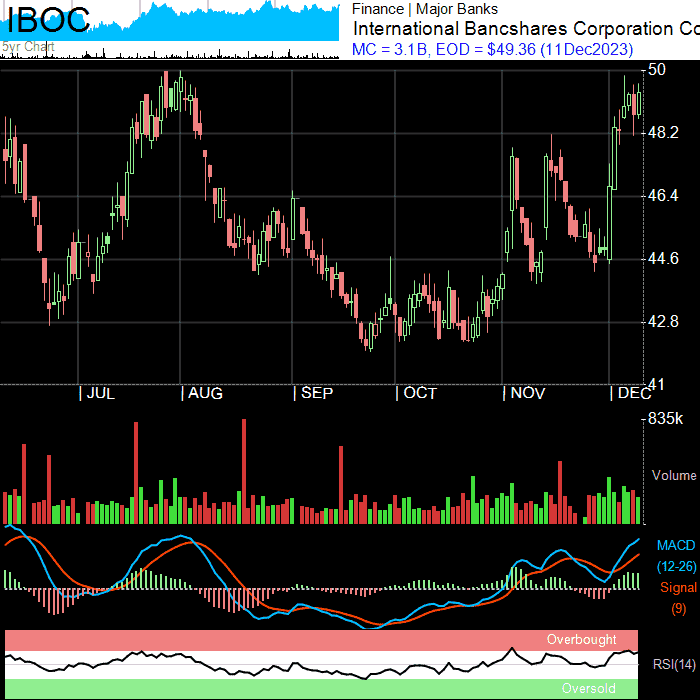 IBOC
5yr Chart
Finance | Major Banks
International Bancshares Corporation Co
MC = 3.1B, EOD = $49.36 (11Dec2023)
50
48.2
46.4
44.6
42.8
41
| JUL | AUG | SEP | OCT | NOV | DEC
835k
Volume
MACD
(12-26)
Signal
(9)
Overbought
RSI(14)
Oversold